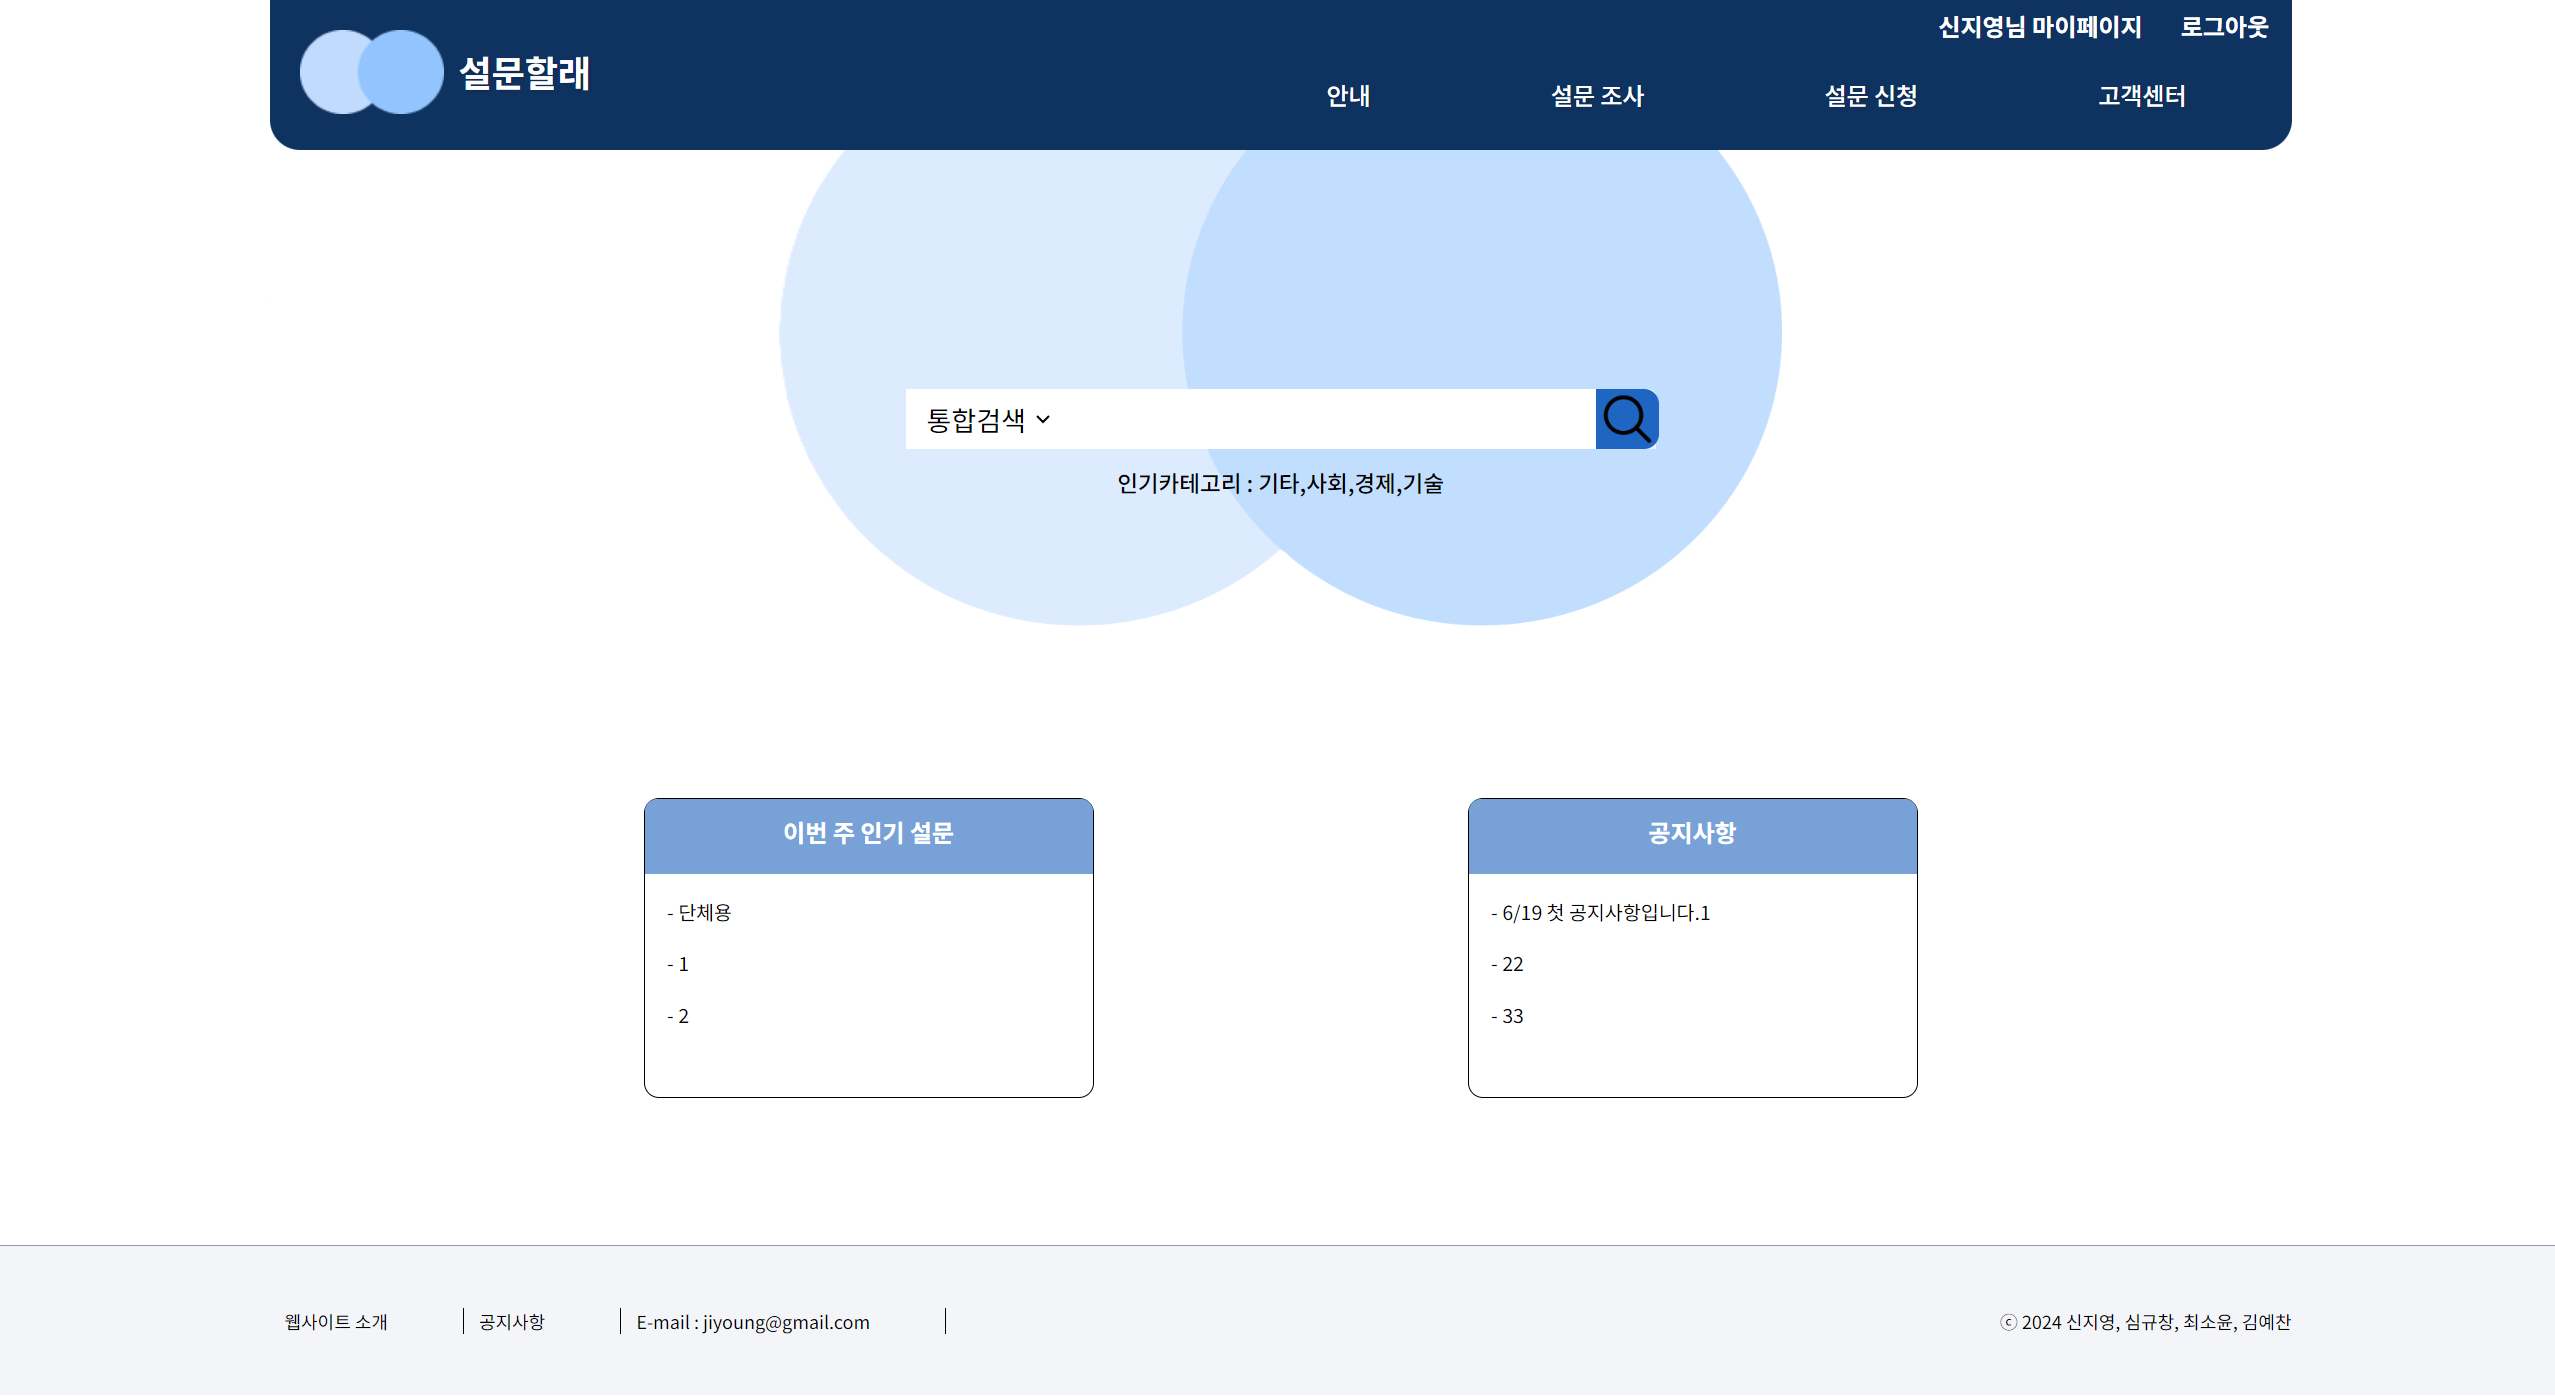 신지영님 마이페이지 로그아웃
설문할래
안내 설문 조사 설문 신청 고객센터
통합검색
인기카테고리 : 기타,사회,경제,기술
이번 주 인기 설문
- 단체용
- 1
- 2
공지사항
- 6/19 첫 공지사항입니다.1
- 22
- 33
웹사이트 소개 공지사항 E-mail : jiyoung@gmail.com
ⓒ 2024 신지영, 심규창, 최소윤, 김예찬